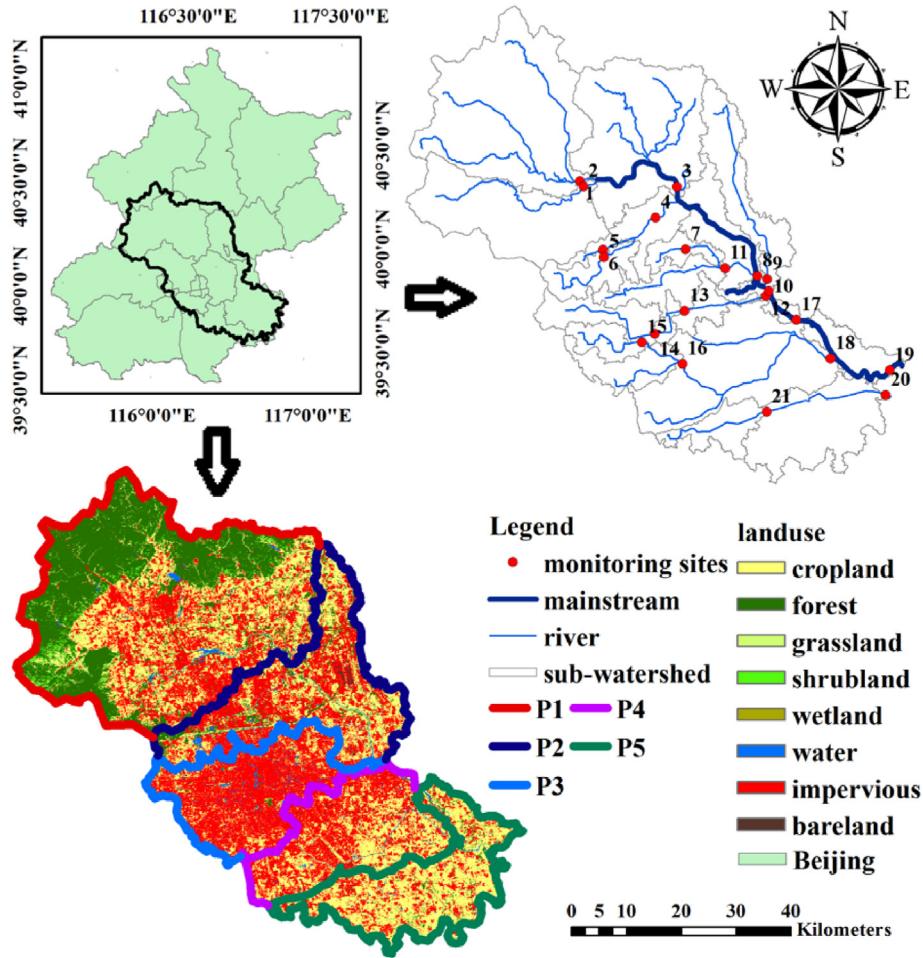 116°30'0"E 117°30'0"E
41°0'0"N
40°30'0"N
40°0'0"N
39°30'0"N
40°30'0"N
40°0'0"N
39°30'0"N
116°0'0"E 117°0'0"E
N
W E
S
2
1
3
4
5
6
7
11
8
9
10
12
13
17
15
14
16
18
19
20
21
Legend
monitoring sites
mainstream
river
sub-watershed
P1 P4
P2 P5
P3
landuse
cropland
forest
grassland
shrubland
wetland
water
impervious
bareland
Beijing
0 5 10 20 30 40
Kilometers